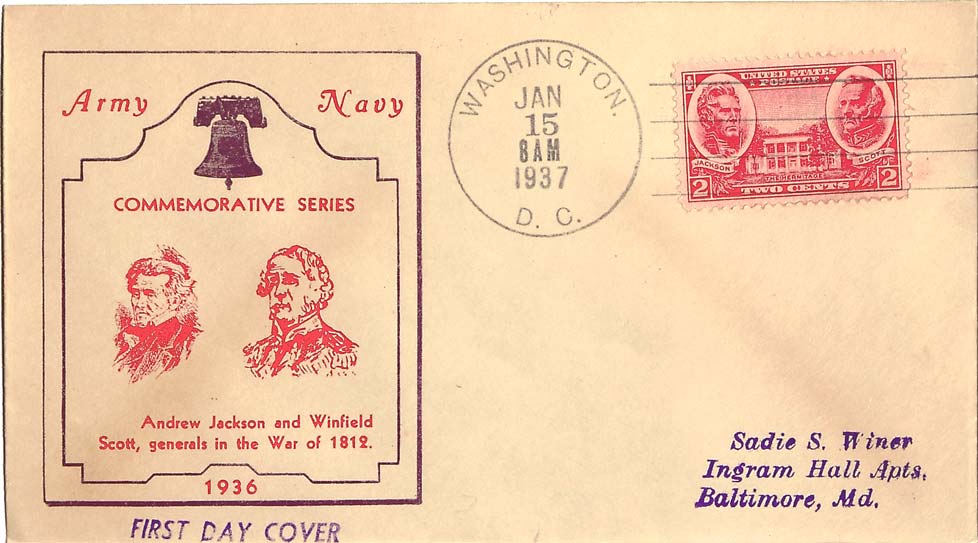 Army Navy
COMMEMORATIVE SERIES
Andrew Jackson and Winfield
Scott, generals in the War of 1812.
1936
FIRST DAY COVER
WASHINGTON.
JAN
15
8 AM
1937
D. C.
UNITED STATES
POSTAGE
JACKSON
SCOTT
THE HERMITAGE
2 TWO CENTS 2
Sadie S. Winer
Ingram Hall Apts.
Baltimore, Md.